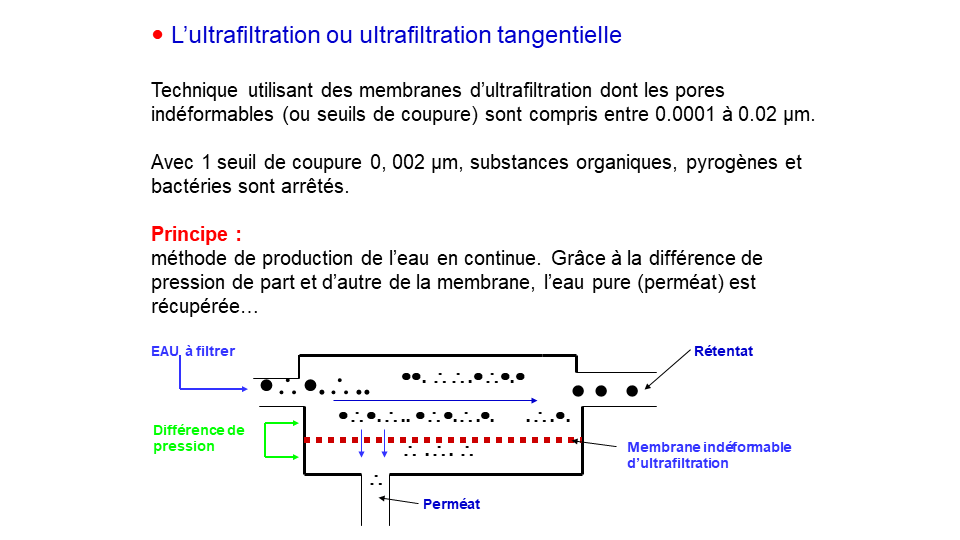 • L’ultrafiltration ou ultrafiltration tangentielle
Technique utilisant des membranes d’ultrafiltration dont les pores
indéformables (ou seuils de coupure) sont compris entre 0.0001 à 0.02 µm.
Avec 1 seuil de coupure 0, 002 µm, substances organiques, pyrogènes et
bactéries sont arrêtés.
Principe :
méthode de production de l’eau en continue. Grâce à la différence de
pression de part et d’autre de la membrane, l’eau pure (perméat) est
récupérée…
EAU à filtrer
Rétentat
Différence de
pression
Membrane indéformable
d’ultrafiltration
Perméat